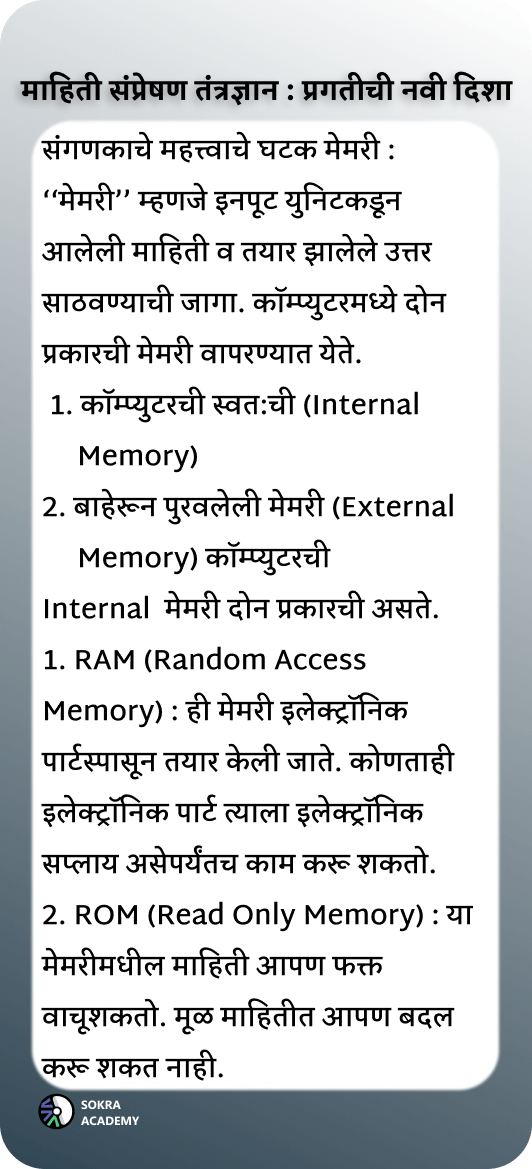 माहिती संप्रेषण तंत्रज्ञान : प्रगतीची नवी दिशा
संगणकाचे महत्त्वाचे घटक मेमरी :
‘‘मेमरी’’ म्हणजे इनपूट युनिटकडून
आलेली माहिती व तयार झालेले उत्तर
साठवण्याची जागा. कॉम्प्युटरमध्ये दोन
प्रकारची मेमरी वापरण्यात येते.
1. कॉम्प्युटरची स्वत:ची (Internal
Memory)
2. बाहेरून पुरवलेली मेमरी (External
Memory) कॉम्प्युटरची
Internal मेमरी दोन प्रकारची असते.
1. RAM (Random Access
Memory) : ही मेमरी इलेक्ट्रॉनिक
पार्टस्पासून तयार केली जाते. कोणताही
इलेक्ट्रॉनिक पार्ट त्याला इलेक्ट्रॉनिक
सप्लाय असेपर्यंतच काम करू शकतो.
2. ROM (Read Only Memory) : या
मेमरीमधील माहिती आपण फक्त
वाचूशकतो. मूळ माहितीत आपण बदल
करू शकत नाही.
SOKRA
ACADEMY